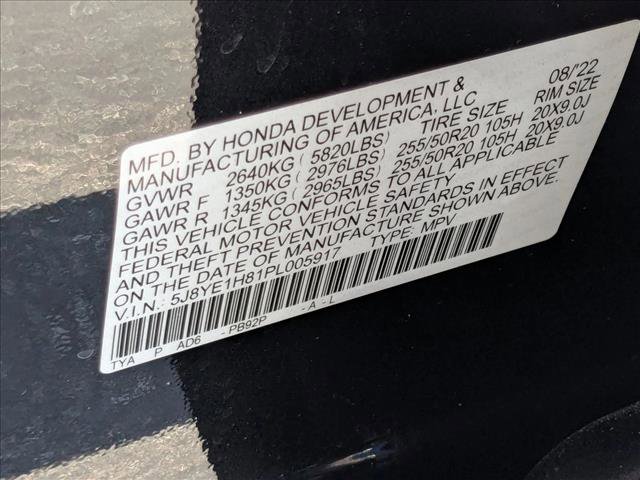 MFD. BY HONDA DEVELOPMENT & 08/'22
MANUFACTURING OF AMERICA, LLC
GVWR 2640KG ( 5820LBS) TIRE SIZE RIM SIZE
GAWR F 1350KG ( 2976LBS) 255/50R20 105H 20X9.0J
GAWR R 1345KG ( 2965LBS) 255/50R20 105H 20X9.0J
THIS VEHICLE CONFORMS TO ALL APPLICABLE
FEDERAL MOTOR VEHICLE SAFETY
AND THEFT PREVENTION STANDARDS IN EFFECT
ON THE DATE OF MANUFACTURE SHOWN ABOVE.
V.I.N.: 5J8YE1H81PL005917 TYPE: MPV
TYA P AD6 -PB92P -A-L